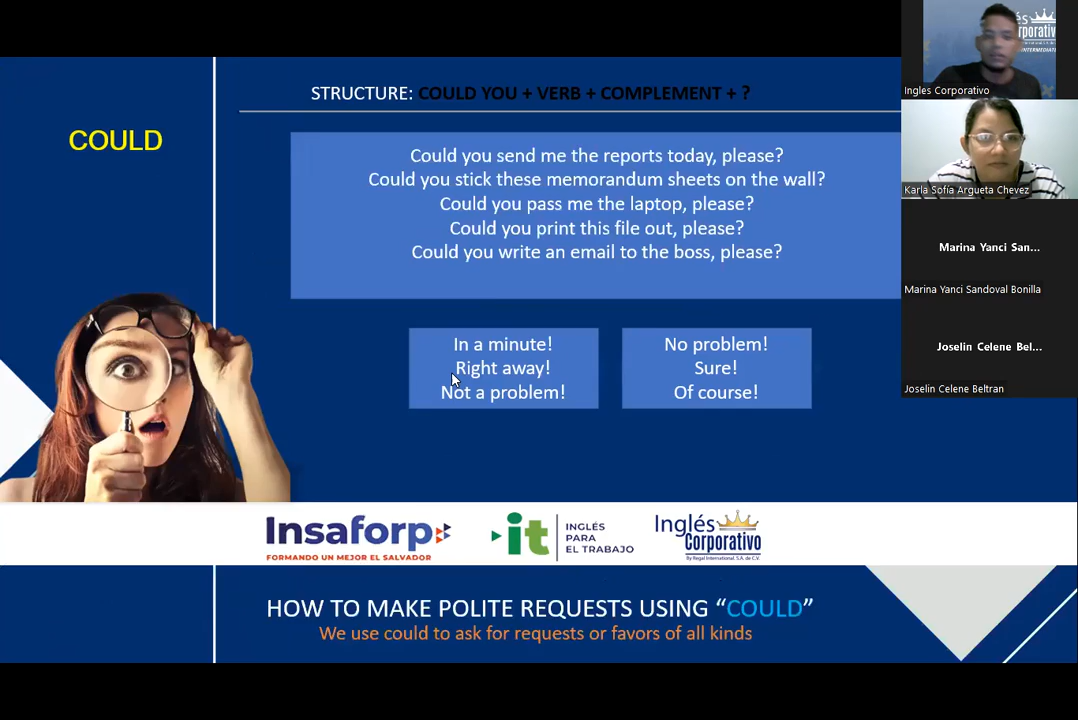 STRUCTURE: COULD YOU + VERB + COMPLEMENT + ?
COULD
Could you send me the reports today, please?
Could you stick these memorandum sheets on the wall?
Could you pass me the laptop, please?
Could you print this file out, please?
Could you write an email to the boss, please?
In a minute!
Right away!
Not a problem!
No problem!
Sure!
Of course!
Insaforp
FORMANDO UN MEJOR EL SALVADOR
it
INGLÉS
PARA
EL TRABAJO
Inglés
Corporativo
By Regal International, S.A. de C.V.
HOW TO MAKE POLITE REQUESTS USING “COULD”
We use could to ask for requests or favors of all kinds
Ingles Corporativo
Karla Sofía Argueta Chevez
Marina Yanci San...
Marina Yanci Sandoval Bonilla
Joselin Celene Bel...
Joselin Celene Beltran